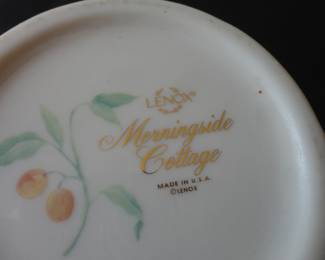 LENOX®
Morningside
Cottage
MADE IN U.S.A.
©LENOX